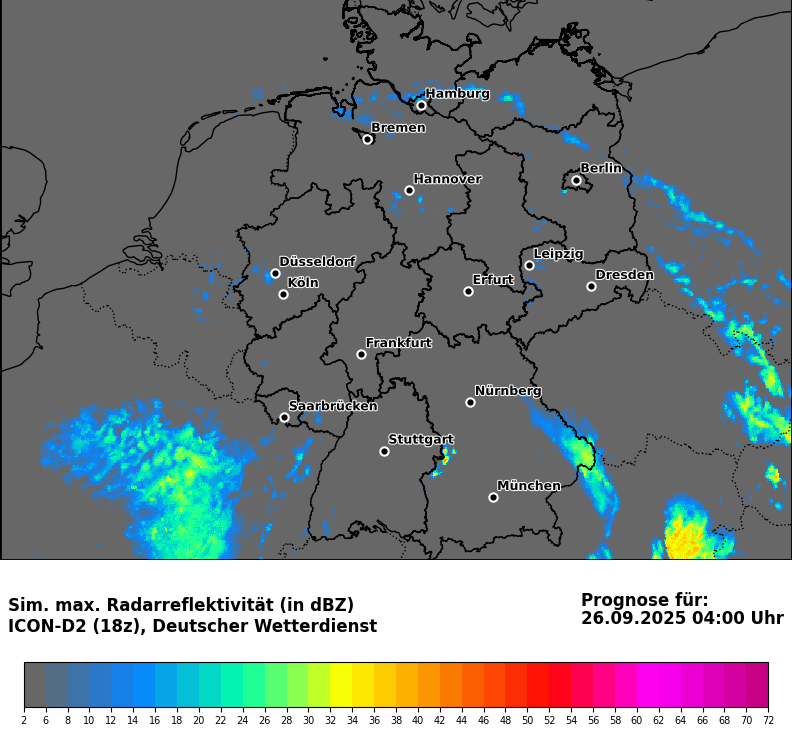 Hamburg
Bremen
Berlin
Hannover
Leipzig
Düsseldorf
Dresden
Köln
Erfurt
Frankfurt
Nürnberg
Saarbrücken
Stuttgart
München
Sim. max. Radarreflektivität (in dBZ)
ICON-D2 (18z), Deutscher Wetterdienst
Prognose für:
26.09.2025 04:00 Uhr
2 6 8 10 12 14 16 18 20 22 24 26 28 30 32 34 36 38 40 42 44 46 48 50 52 54 56 58 60 62 64 66 70 72